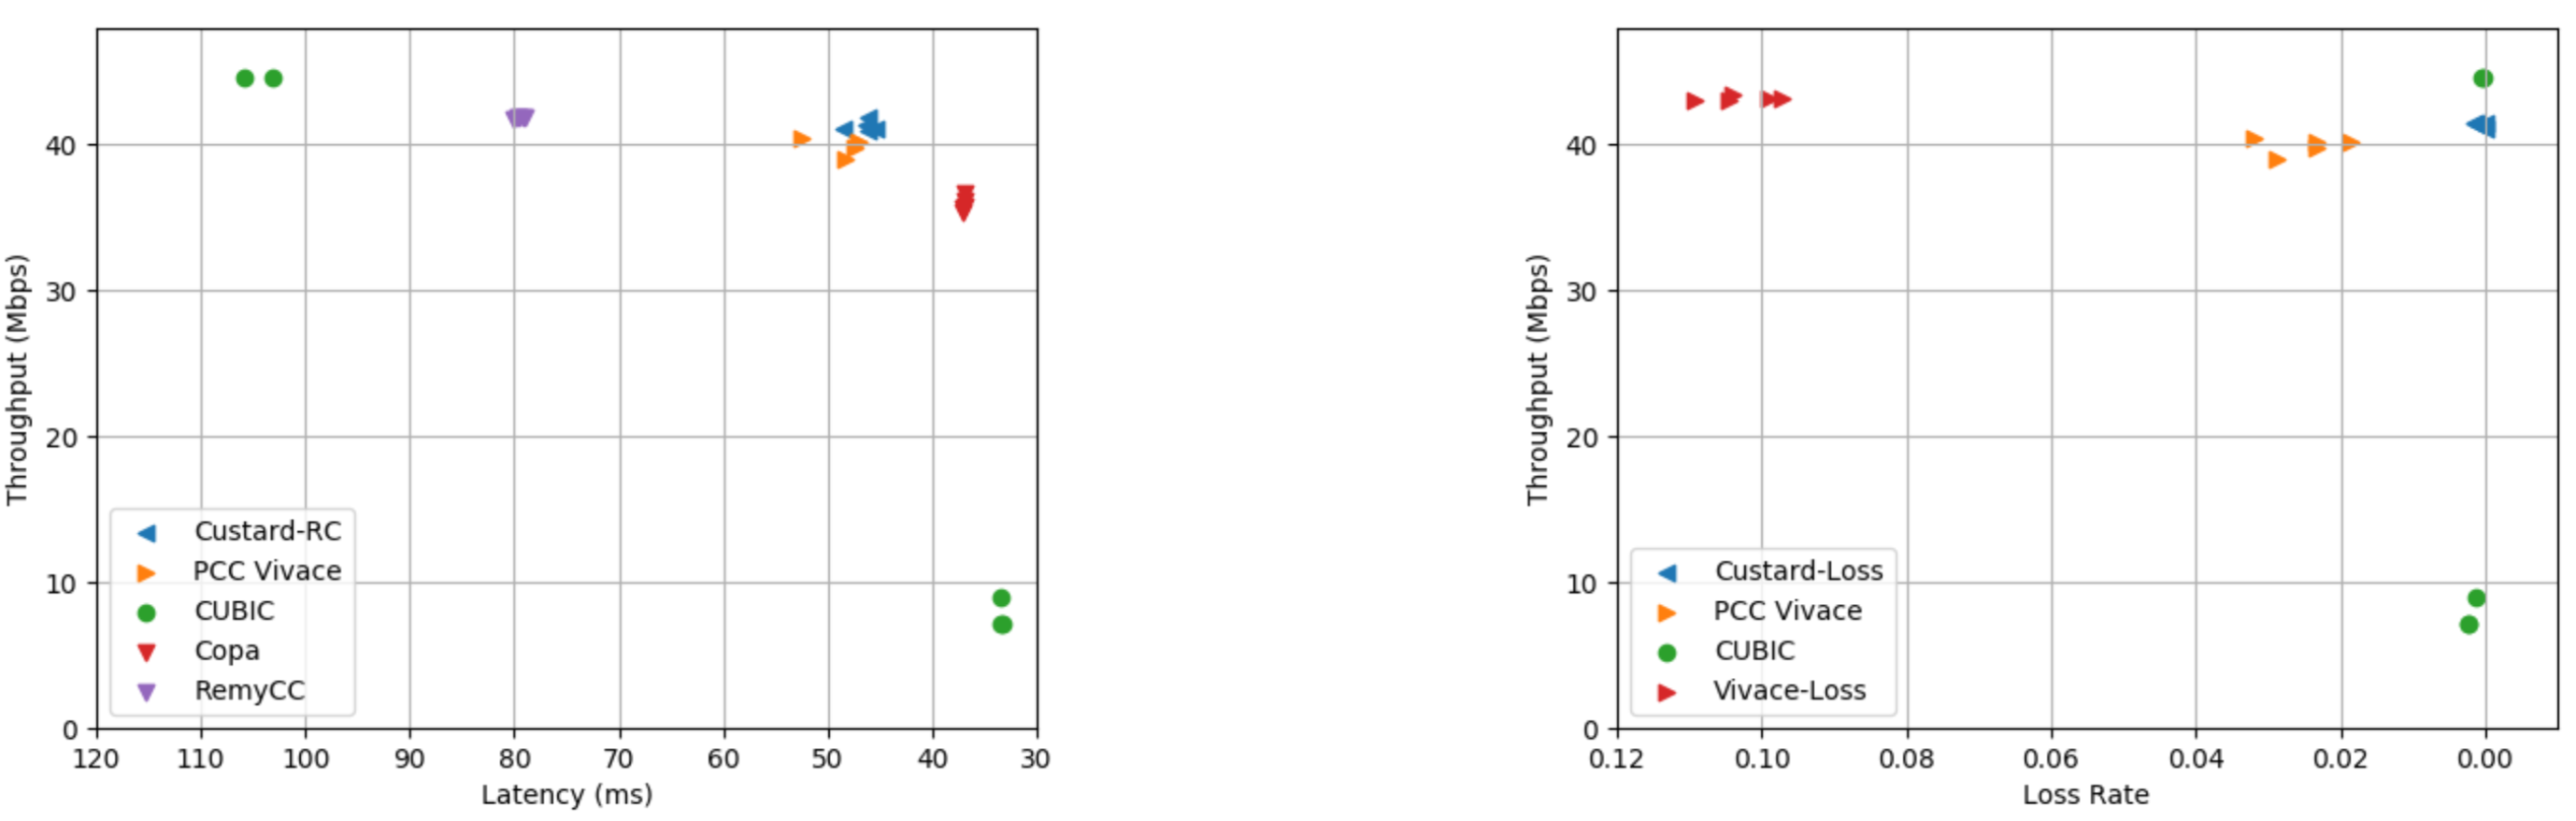 Throughput (Mbps)
40
30
20
10
0
Custard-RC
PCC Vivace
CUBIC
Copa
RemyCC
120 110 100 90 80 70 60 50 40 30
Latency (ms)
Throughput (Mbps)
40
30
20
10
0
Custard-Loss
PCC Vivace
CUBIC
Vivace-Loss
0.12 0.10 0.08 0.06 0.04 0.02 0.00
Loss Rate